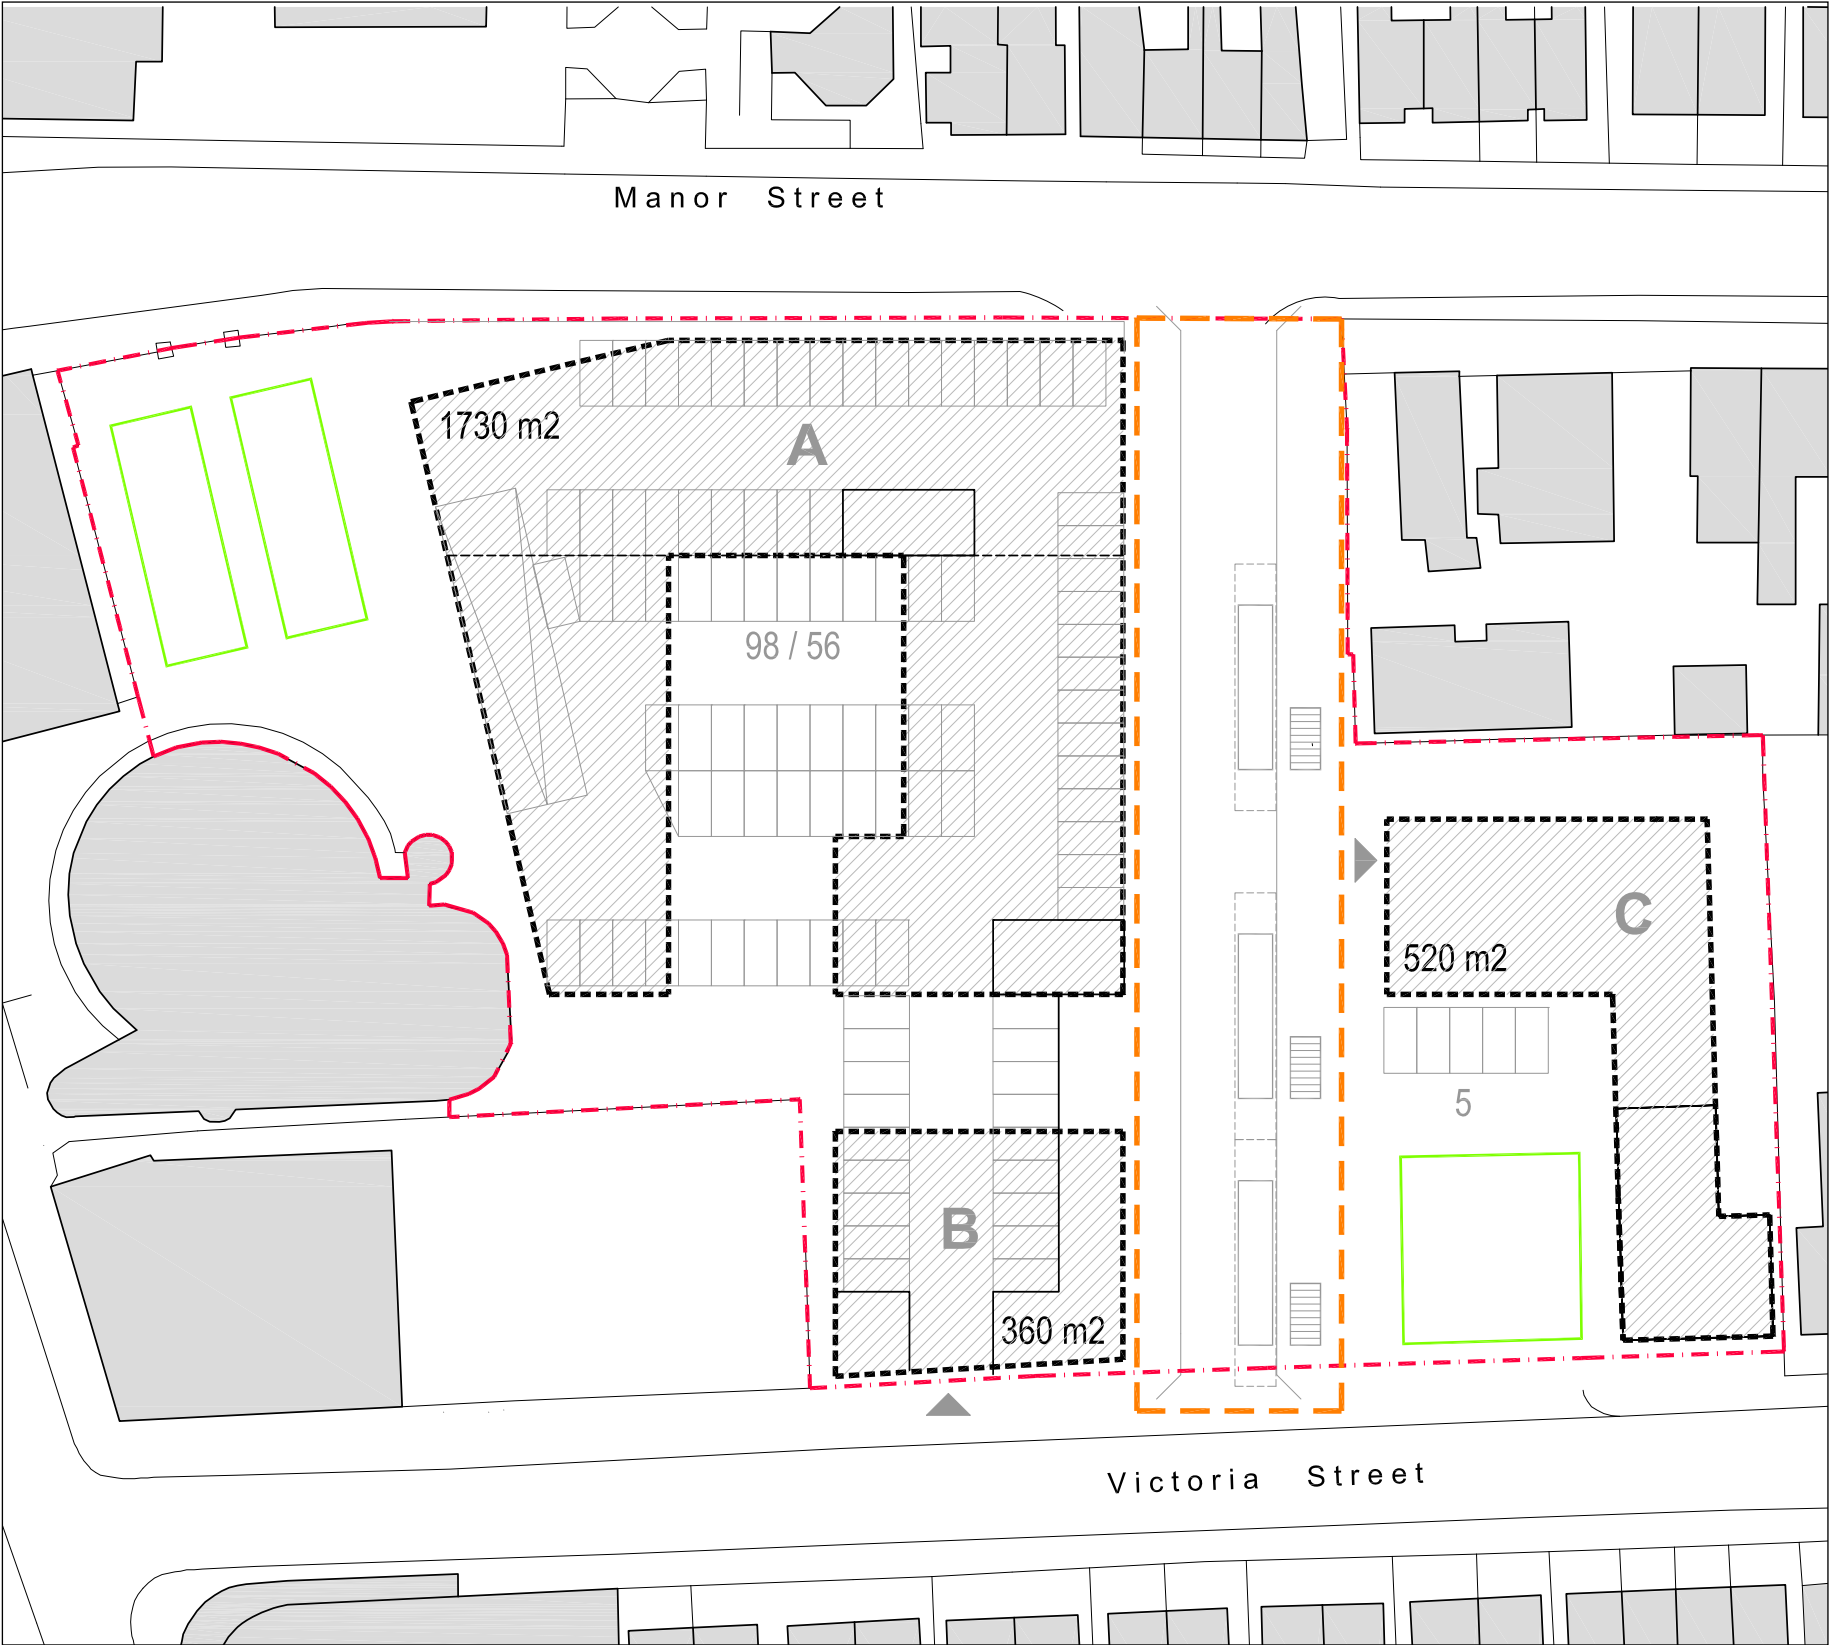 Manor Street
1730 m2
A
98 / 56
C
520 m2
5
B
360 m2
Victoria Street